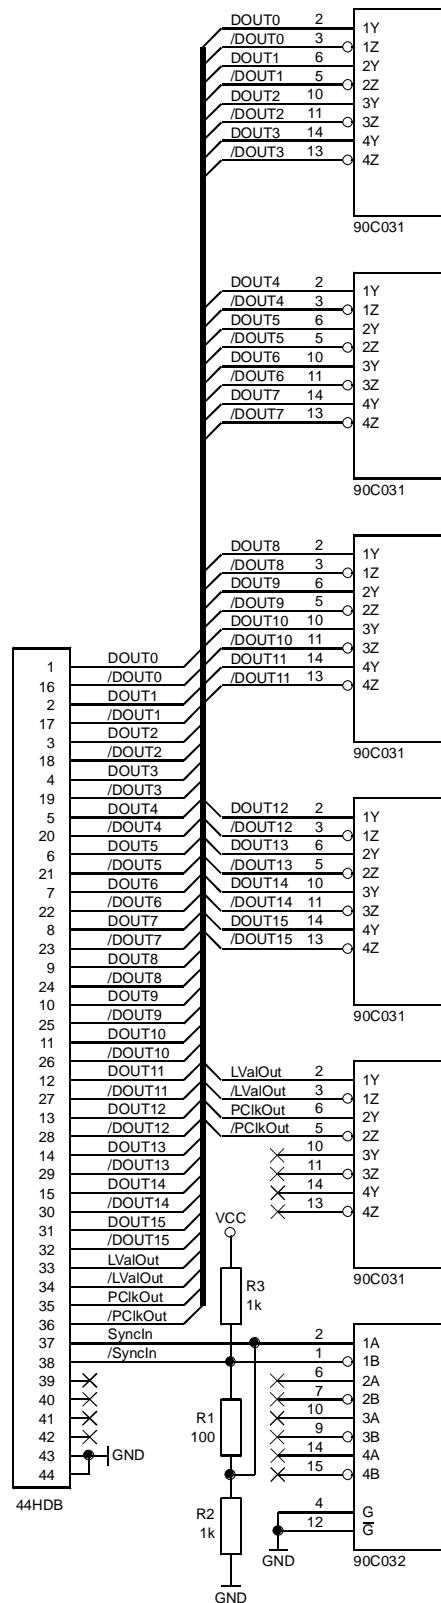 DOUT0 2 1Y
/DOUT0 3 1Z
DOUT1 6 2Y
/DOUT1 5 2Z
DOUT2 10 3Y
/DOUT2 11 3Z
DOUT3 14 4Y
/DOUT3 13 4Z
90C031
DOUT4 2 1Y
/DOUT4 3 1Z
DOUT5 6 2Y
/DOUT5 5 2Z
DOUT6 10 3Y
/DOUT6 11 3Z
DOUT7 14 4Y
/DOUT7 13 4Z
90C031
DOUT8 2 1Y
/DOUT8 3 1Z
DOUT9 6 2Y
/DOUT9 5 2Z
DOUT10 10 3Y
/DOUT10 11 3Z
DOUT11 14 4Y
/DOUT11 13 4Z
90C031
DOUT12 2 1Y
/DOUT12 3 1Z
DOUT13 6 2Y
/DOUT13 5 2Z
DOUT14 10 3Y
/DOUT14 11 3Z
DOUT15 14 4Y
/DOUT15 13 4Z
90C031
LValOut 2 1Y
/LValOut 3 1Z
PClkOut 6 2Y
/PClkOut 5 2Z
10 3Y
11 3Z
14 4Y
13 4Z
90C031
1 DOUT0
16 /DOUT0
2 DOUT1
17 /DOUT1
3 DOUT2
18 /DOUT2
4 DOUT3
19 /DOUT3
5 DOUT4
20 /DOUT4
6 DOUT5
21 /DOUT5
7 DOUT6
22 /DOUT6
8 DOUT7
23 /DOUT7
9 DOUT8
24 /DOUT8
10 DOUT9
25 /DOUT9
11 DOUT10
26 /DOUT10
12 DOUT11
27 /DOUT11
13 DOUT12
28 /DOUT12
14 DOUT13
29 /DOUT13
15 DOUT14
30 /DOUT14
31 DOUT15
32 /DOUT15
33 LValOut
34 /LValOut
35 PClkOut
36 /PClkOut
37 SyncIn
38 /SyncIn
39
40
41
42
43 GND
44
44HDB
VCC
R3
1k
R1
100
R2
1k
GND
2 1A
1 1B
6 2A
7 2B
10 3A
9 3B
14 4A
15 4B
4 G
12 G̅
GND
90C032